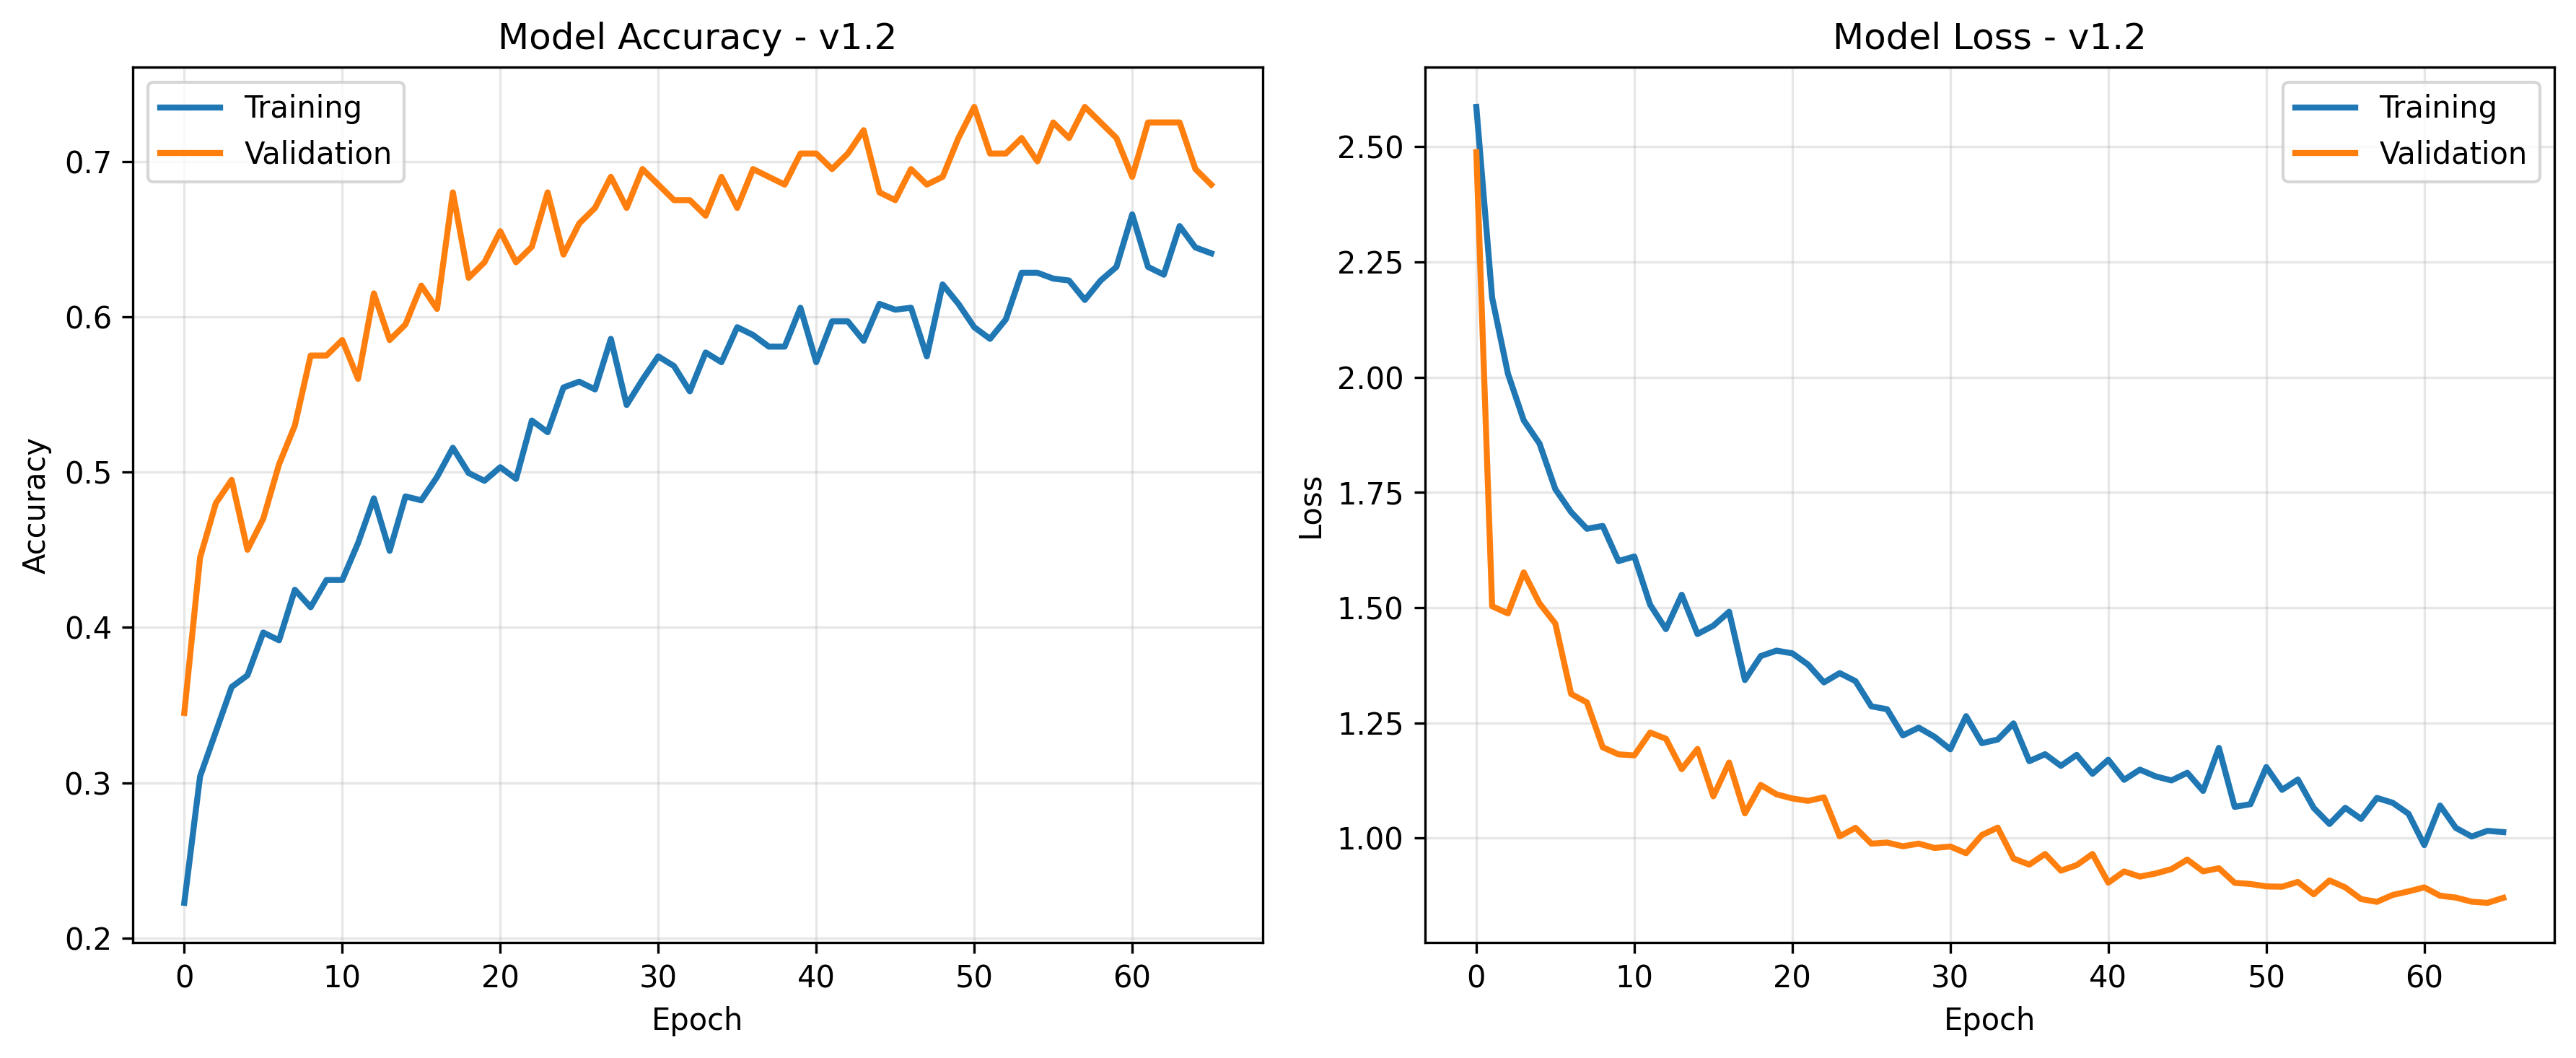 Model Accuracy - v1.2
Training
Validation
Accuracy
0.7
0.6
0.5
0.4
0.3
0.2
0 10 20 30 40 50 60
Epoch
Model Loss - v1.2
Training
Validation
Loss
2.50
2.25
2.00
1.75
1.50
1.25
1.00
0 10 20 30 40 50 60
Epoch